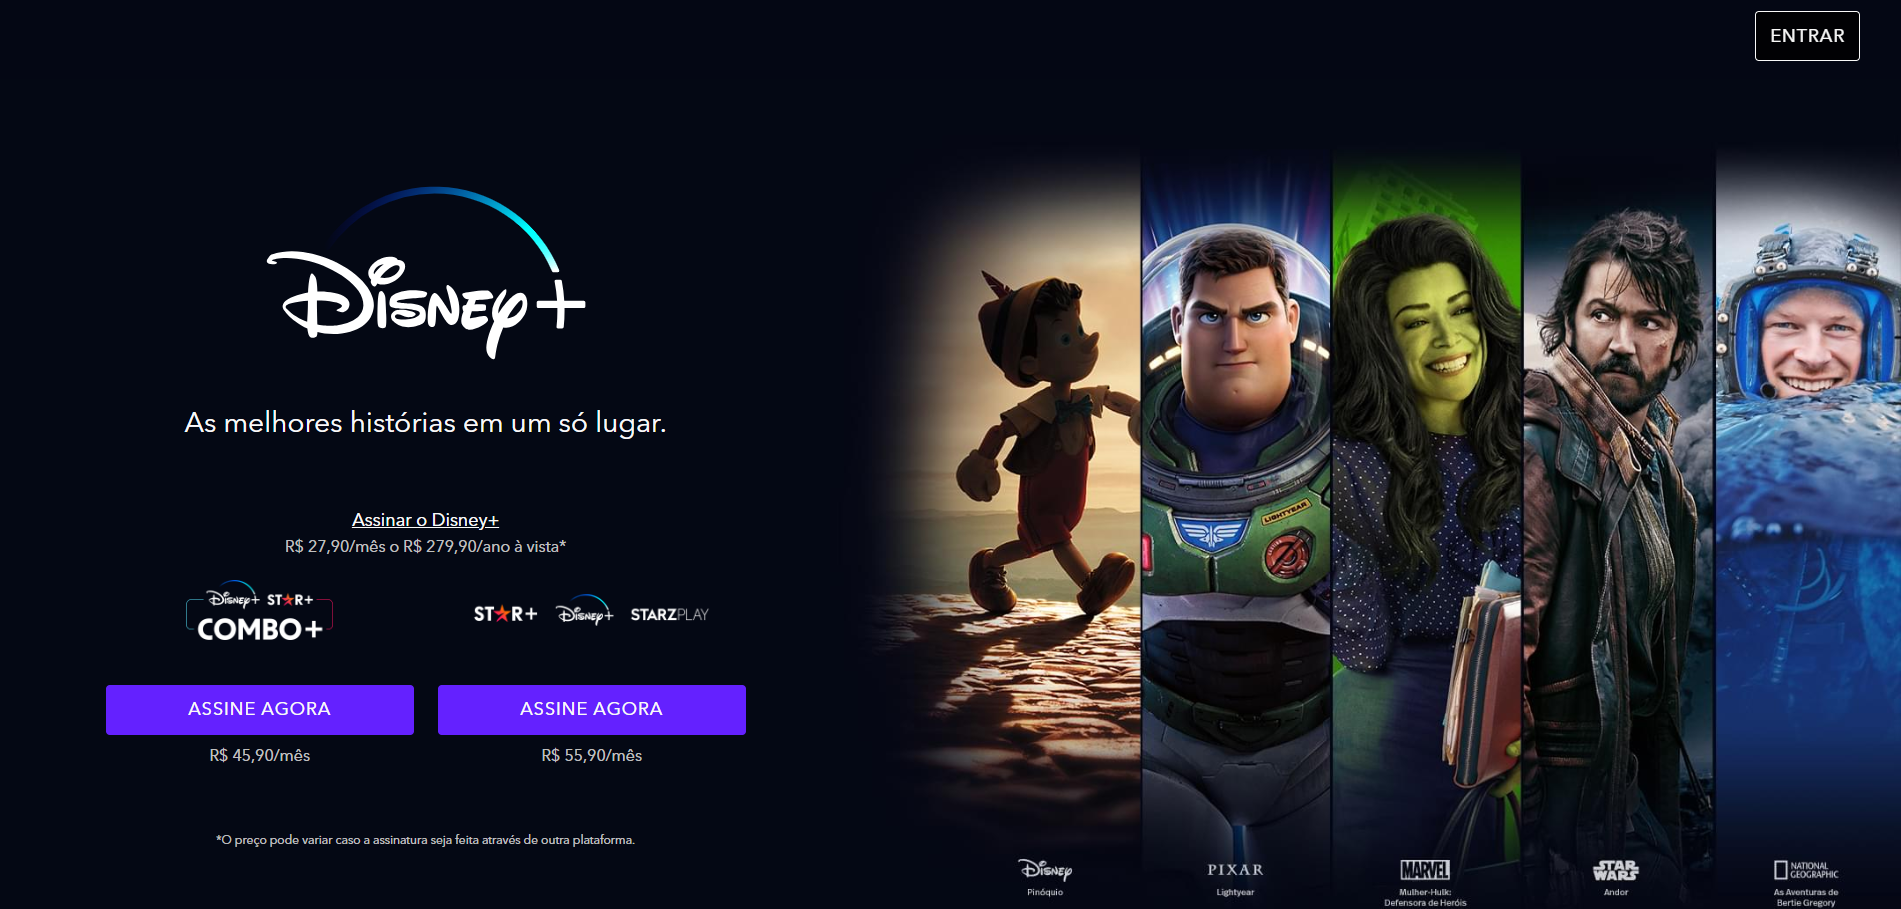 ENTRAR
Disney+
As melhores histórias em um só lugar.
Assinar o Disney+
R$ 27,90/mês o R$ 279,90/ano à vista*
Disney+ STAR+
COMBO+
STAR+ Disney+ STARZPLAY
ASSINE AGORA
R$ 45,90/mês
ASSINE AGORA
R$ 55,90/mês
*O preço pode variar caso a assinatura seja feita através de outra plataforma.
LIGHTYEAR
Disney
Pinóquio
PIXAR
Lightyear
MARVEL
Mulher-Hulk:
Defensora de Heróis
STAR
WARS
Andor
NATIONAL
GEOGRAPHIC
As Aventuras de
Bertie Gregory